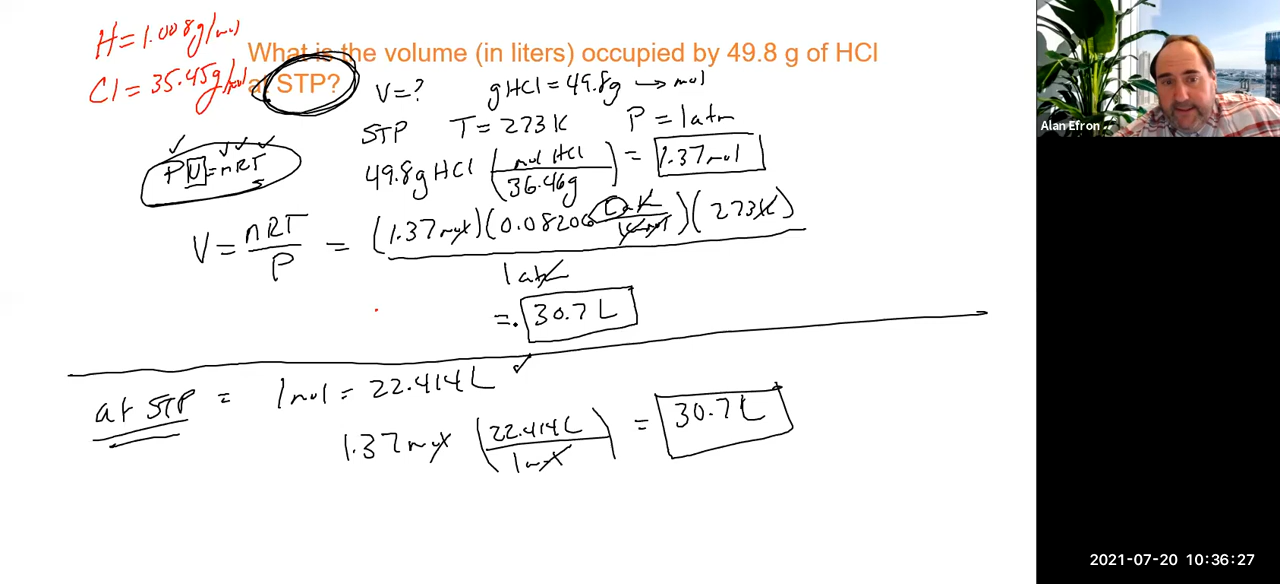 H = 1.008 g/mol
What is the volume (in liters) occupied by 49.8 g of HCl
Cl = 35.45 g/mol
at STP?
V = ? g HCl = 49.8 g → mol
Alan Efron
STP T = 273 K P = 1 atm
PV = nRT
49.8 g HCl (mol HCl / 36.46 g) = 1.37 mol
V = nRT / P = (1.37 mol)(0.08206 L atm / K mol)(273 K) / 1 atm
= 30.7 L
at STP = 1 mol = 22.414 L
1.37 mol (22.414 L / 1 mol) = 30.7 L
2021-07-20 10:36:27